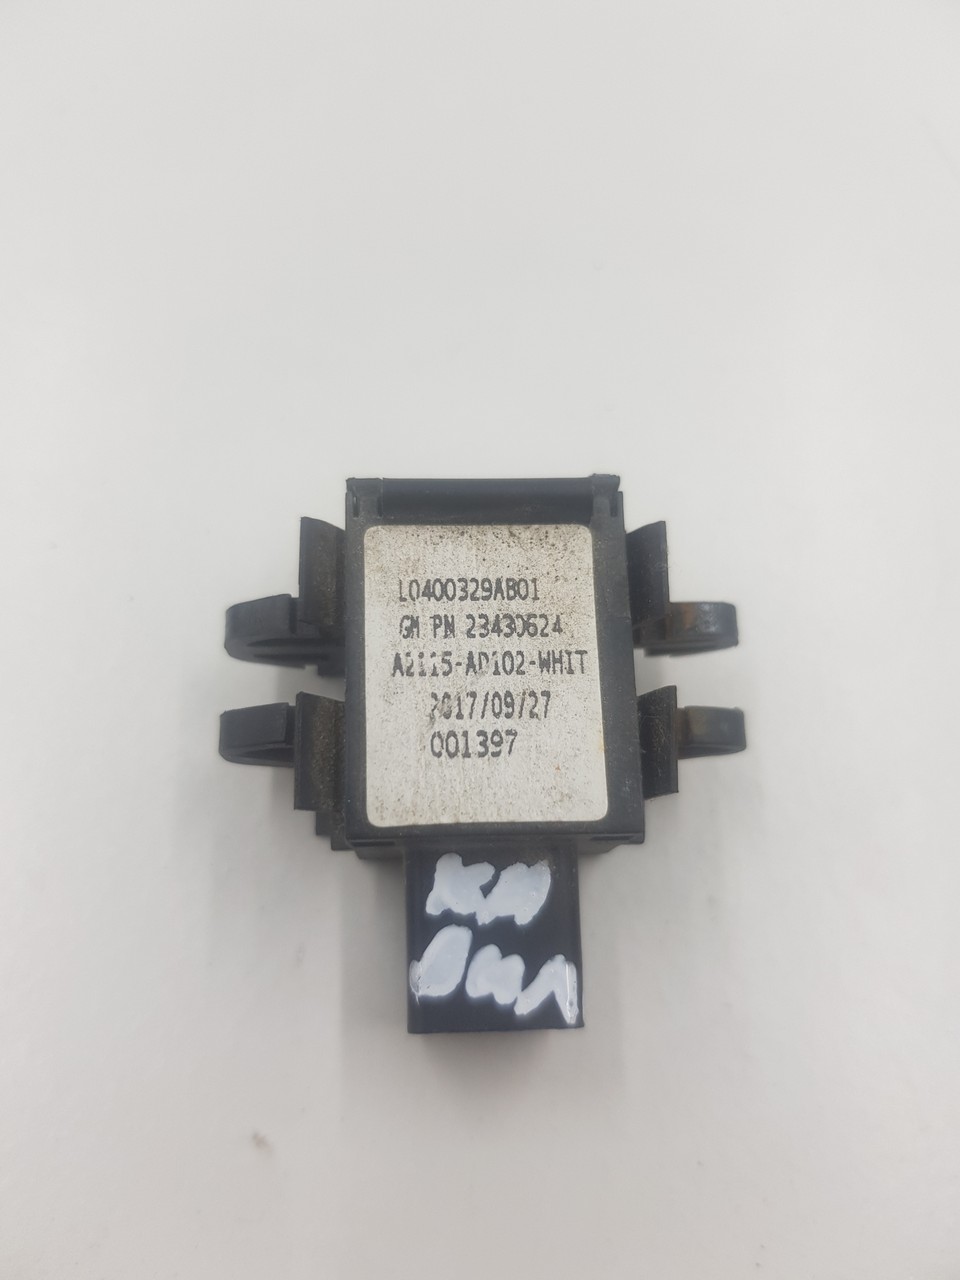 L0400329AB01
GM PN 23430624
A2115-AD102-WHIT
2017/09/27
001397